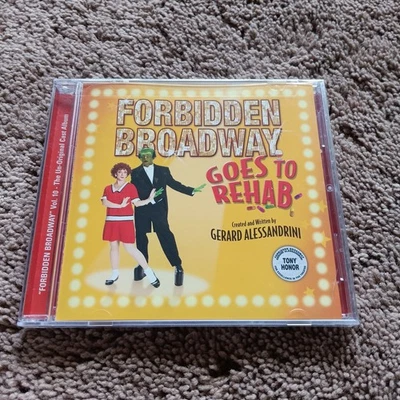 FORBIDDEN
BROADWAY
GOES TO
REHAB
Created and Written by
GERARD ALESSANDRINI
TONY
HONOR
"FORBIDDEN BROADWAY" Vol. 10 - The Un-Original Cast Album